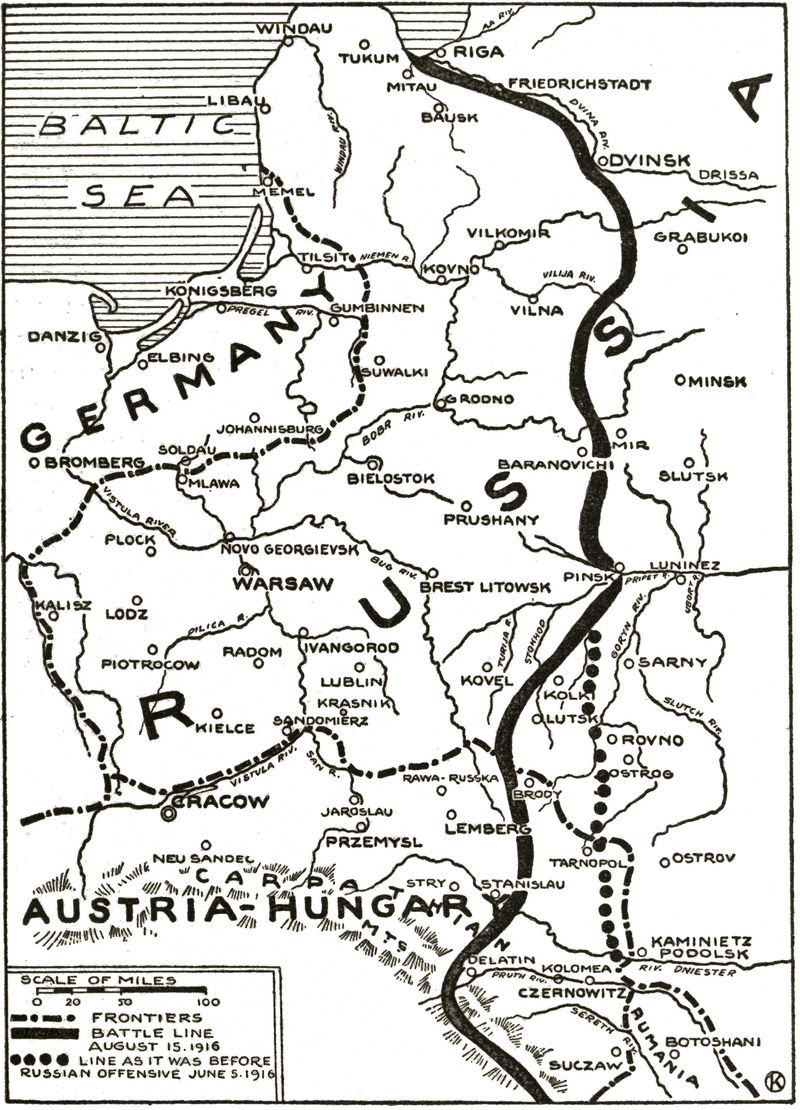 WINDAU
TUKUM
RIGA
AA RIV.
MITAU
FRIEDRICHSTADT
LIBAU
BAUSK
DVINA RIV.
WINDAU RIV.
BALTIC
SEA
DVINSK
DRISSA
MEMEL
VILKOMIR
GRABUKOI
TILSIT
NIEMEN R.
KOVNO
VILIJA RIV.
KONIGSBERG
PREGEL RIV.
GUMBINNEN
VILNA
DANZIG
ELBING
GERMANY
SUWALKI
MINSK
GRODNO
JOHANNISBURG
BOBR RIV.
SOLDAU
BROMBERG
MLAWA
BIELOSTOK
BARANOVICHI
MIR
SLUTSK
VISTULA RIVER
PRUSHANY
PLOCK
NOVO GEORGIEVSK
BUG RIV.
WARSAW
BREST LITOWSK
PINSK
LUNINEZ
PRIPET R.
UBORT R.
KALISZ
LODZ
PILICA R.
TURIJA R.
STOKHOD
GORYN RIV.
RUSSIA
PIOTROCOW
RADOM
IVANGOROD
LUBLIN
KRASNIK
KOVEL
KOLKI
SARNY
SLUTCH RIV.
KIELCE
SANDOMIERZ
LUTSK
ROVNO
OSTROG
VISTULA RIV.
SAN R.
RAWA-RUSSKA
BRODY
CRACOW
JAROSLAU
PRZEMYSL
LEMBERG
TARNOPOL
OSTROV
NEU SANDEC
CARPATHIAN MTS.
STRY
STANISLAU
AUSTRIA-HUNGARY
KAMINIETZ
PODOLSK
DELATIN
RIV. DNIESTER
PRUTH RIV.
KOLOMEA
CZERNOWITZ
SERETH RIV.
RUMANIA
BOTOSHANI
SUCZAW
SCALE OF MILES
0 20 50 100
FRONTIERS
BATTLE LINE
AUGUST 15. 1916
LINE AS IT WAS BEFORE
RUSSIAN OFFENSIVE JUNE 5. 1916
K